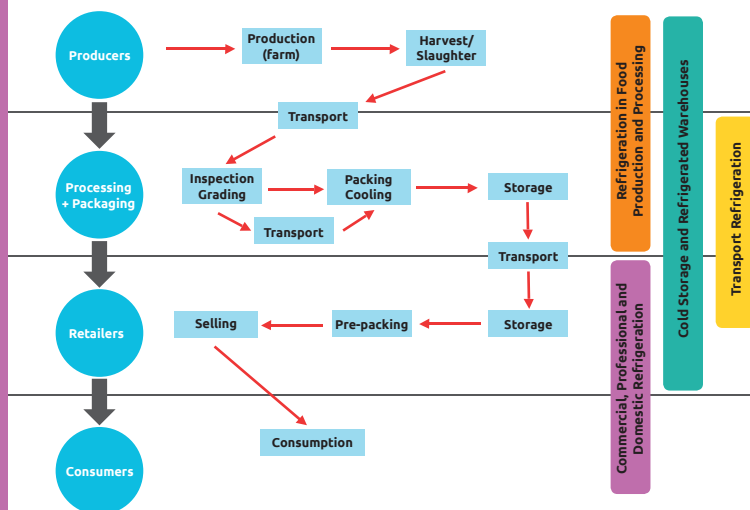 Producers
Production
(farm)
Harvest/
Slaughter
Transport
Processing
+ Packaging
Inspection
Grading
Packing
Cooling
Storage
Transport
Transport
Retailers
Selling
Pre-packing
Storage
Consumers
Consumption
Refrigeration in Food
Production and Processing
Commercial, Professional and
Domestic Refrigeration
Cold Storage and Refrigerated Warehouses
Transport Refrigeration